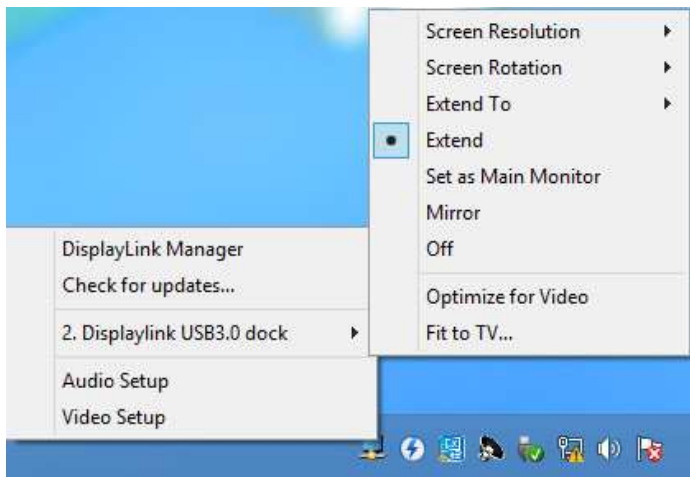 Screen Resolution
Screen Rotation
Extend To
Extend
Set as Main Monitor
Mirror
Off
Optimize for Video
Fit to TV...
DisplayLink Manager
Check for updates...
2. Displaylink USB3.0 dock
Audio Setup
Video Setup